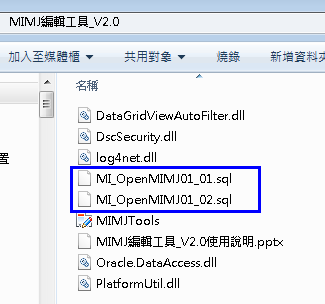 MIMJ編輯工具_V2.0
加入至媒體櫃 共用對象 燒錄 新增資料夾
名稱
DataGridViewAutoFilter.dll
DscSecurity.dll
log4net.dll
置
MI_OpenMIMJ01_01.sql
MI_OpenMIMJ01_02.sql
MIMJTools
MIMJ編輯工具_V2.0使用說明.pptx
Oracle.DataAccess.dll
PlatformUtil.dll